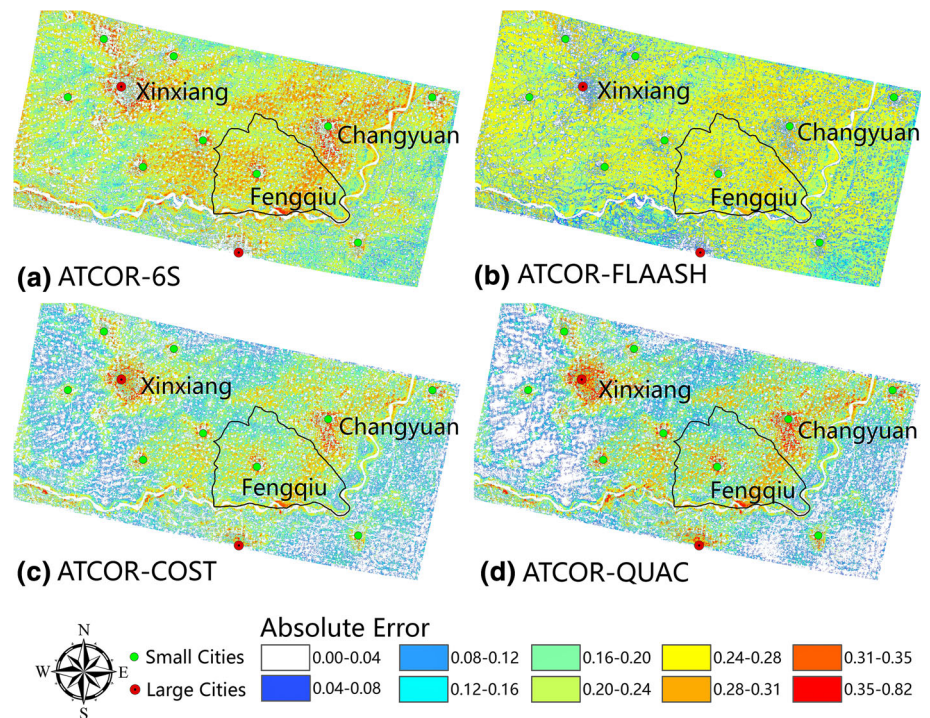 Xinxiang
Changyuan
Fengqiu
(a) ATCOR-6S
Xinxiang
Changyuan
Fengqiu
(b) ATCOR-FLAASH
Xinxiang
Changyuan
Fengqiu
(c) ATCOR-COST
Xinxiang
Changyuan
Fengqiu
(d) ATCOR-QUAC
N
W E
S
Small Cities
Large Cities
Absolute Error
0.00-0.04 0.08-0.12 0.16-0.20 0.24-0.28 0.31-0.35
0.04-0.08 0.12-0.16 0.20-0.24 0.28-0.31 0.35-0.82